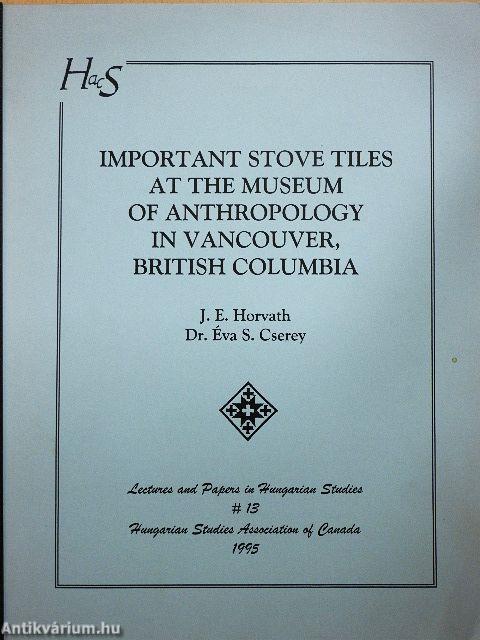 HacS
IMPORTANT STOVE TILES
AT THE MUSEUM
OF ANTHROPOLOGY
IN VANCOUVER,
BRITISH COLUMBIA
J. E. Horvath
Dr. Éva S. Cserey
Lectures and Papers in Hungarian Studies
# 13
Hungarian Studies Association of Canada
1995
Antikvárium.hu